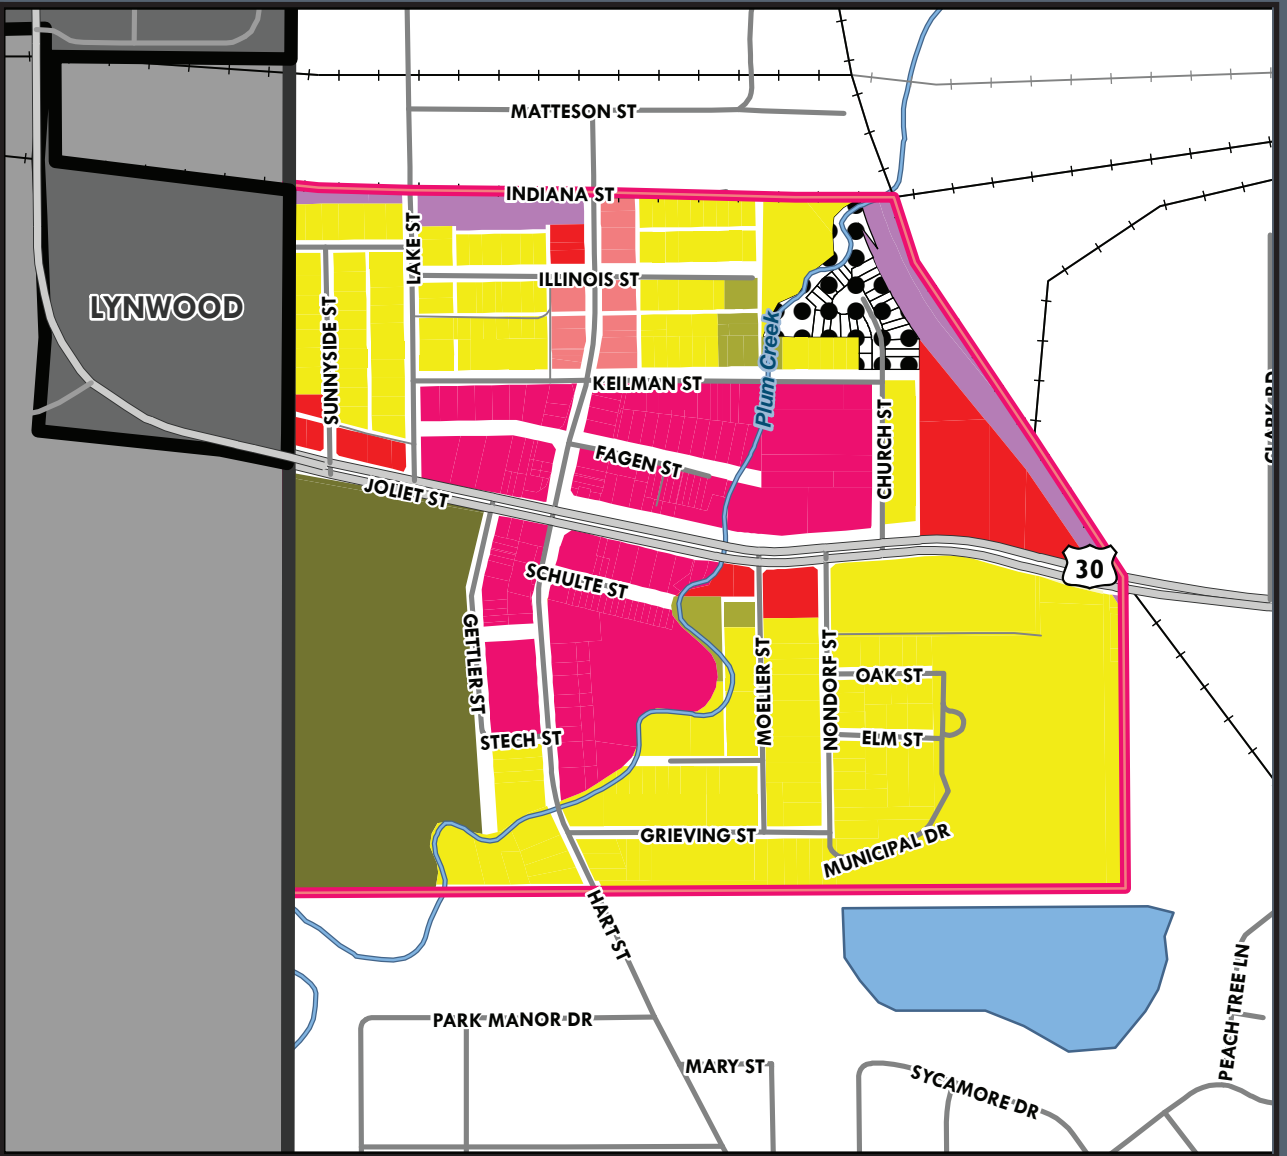 MATTESON ST
INDIANA ST
LAKE ST
ILLINOIS ST
LYNWOOD
SUNNYSIDE ST
Plum Creek
KEILMAN ST
CHURCH ST
CLARK RD
FAGEN ST
JOLIET ST
30
SCHULTE ST
GETTLER ST
MOELLER ST
NONDORF ST
OAK ST
STECH ST
ELM ST
GRIEVING ST
MUNICIPAL DR
HART ST
PEACH TREE LN
PARK MANOR DR
MARY ST
SYCAMORE DR